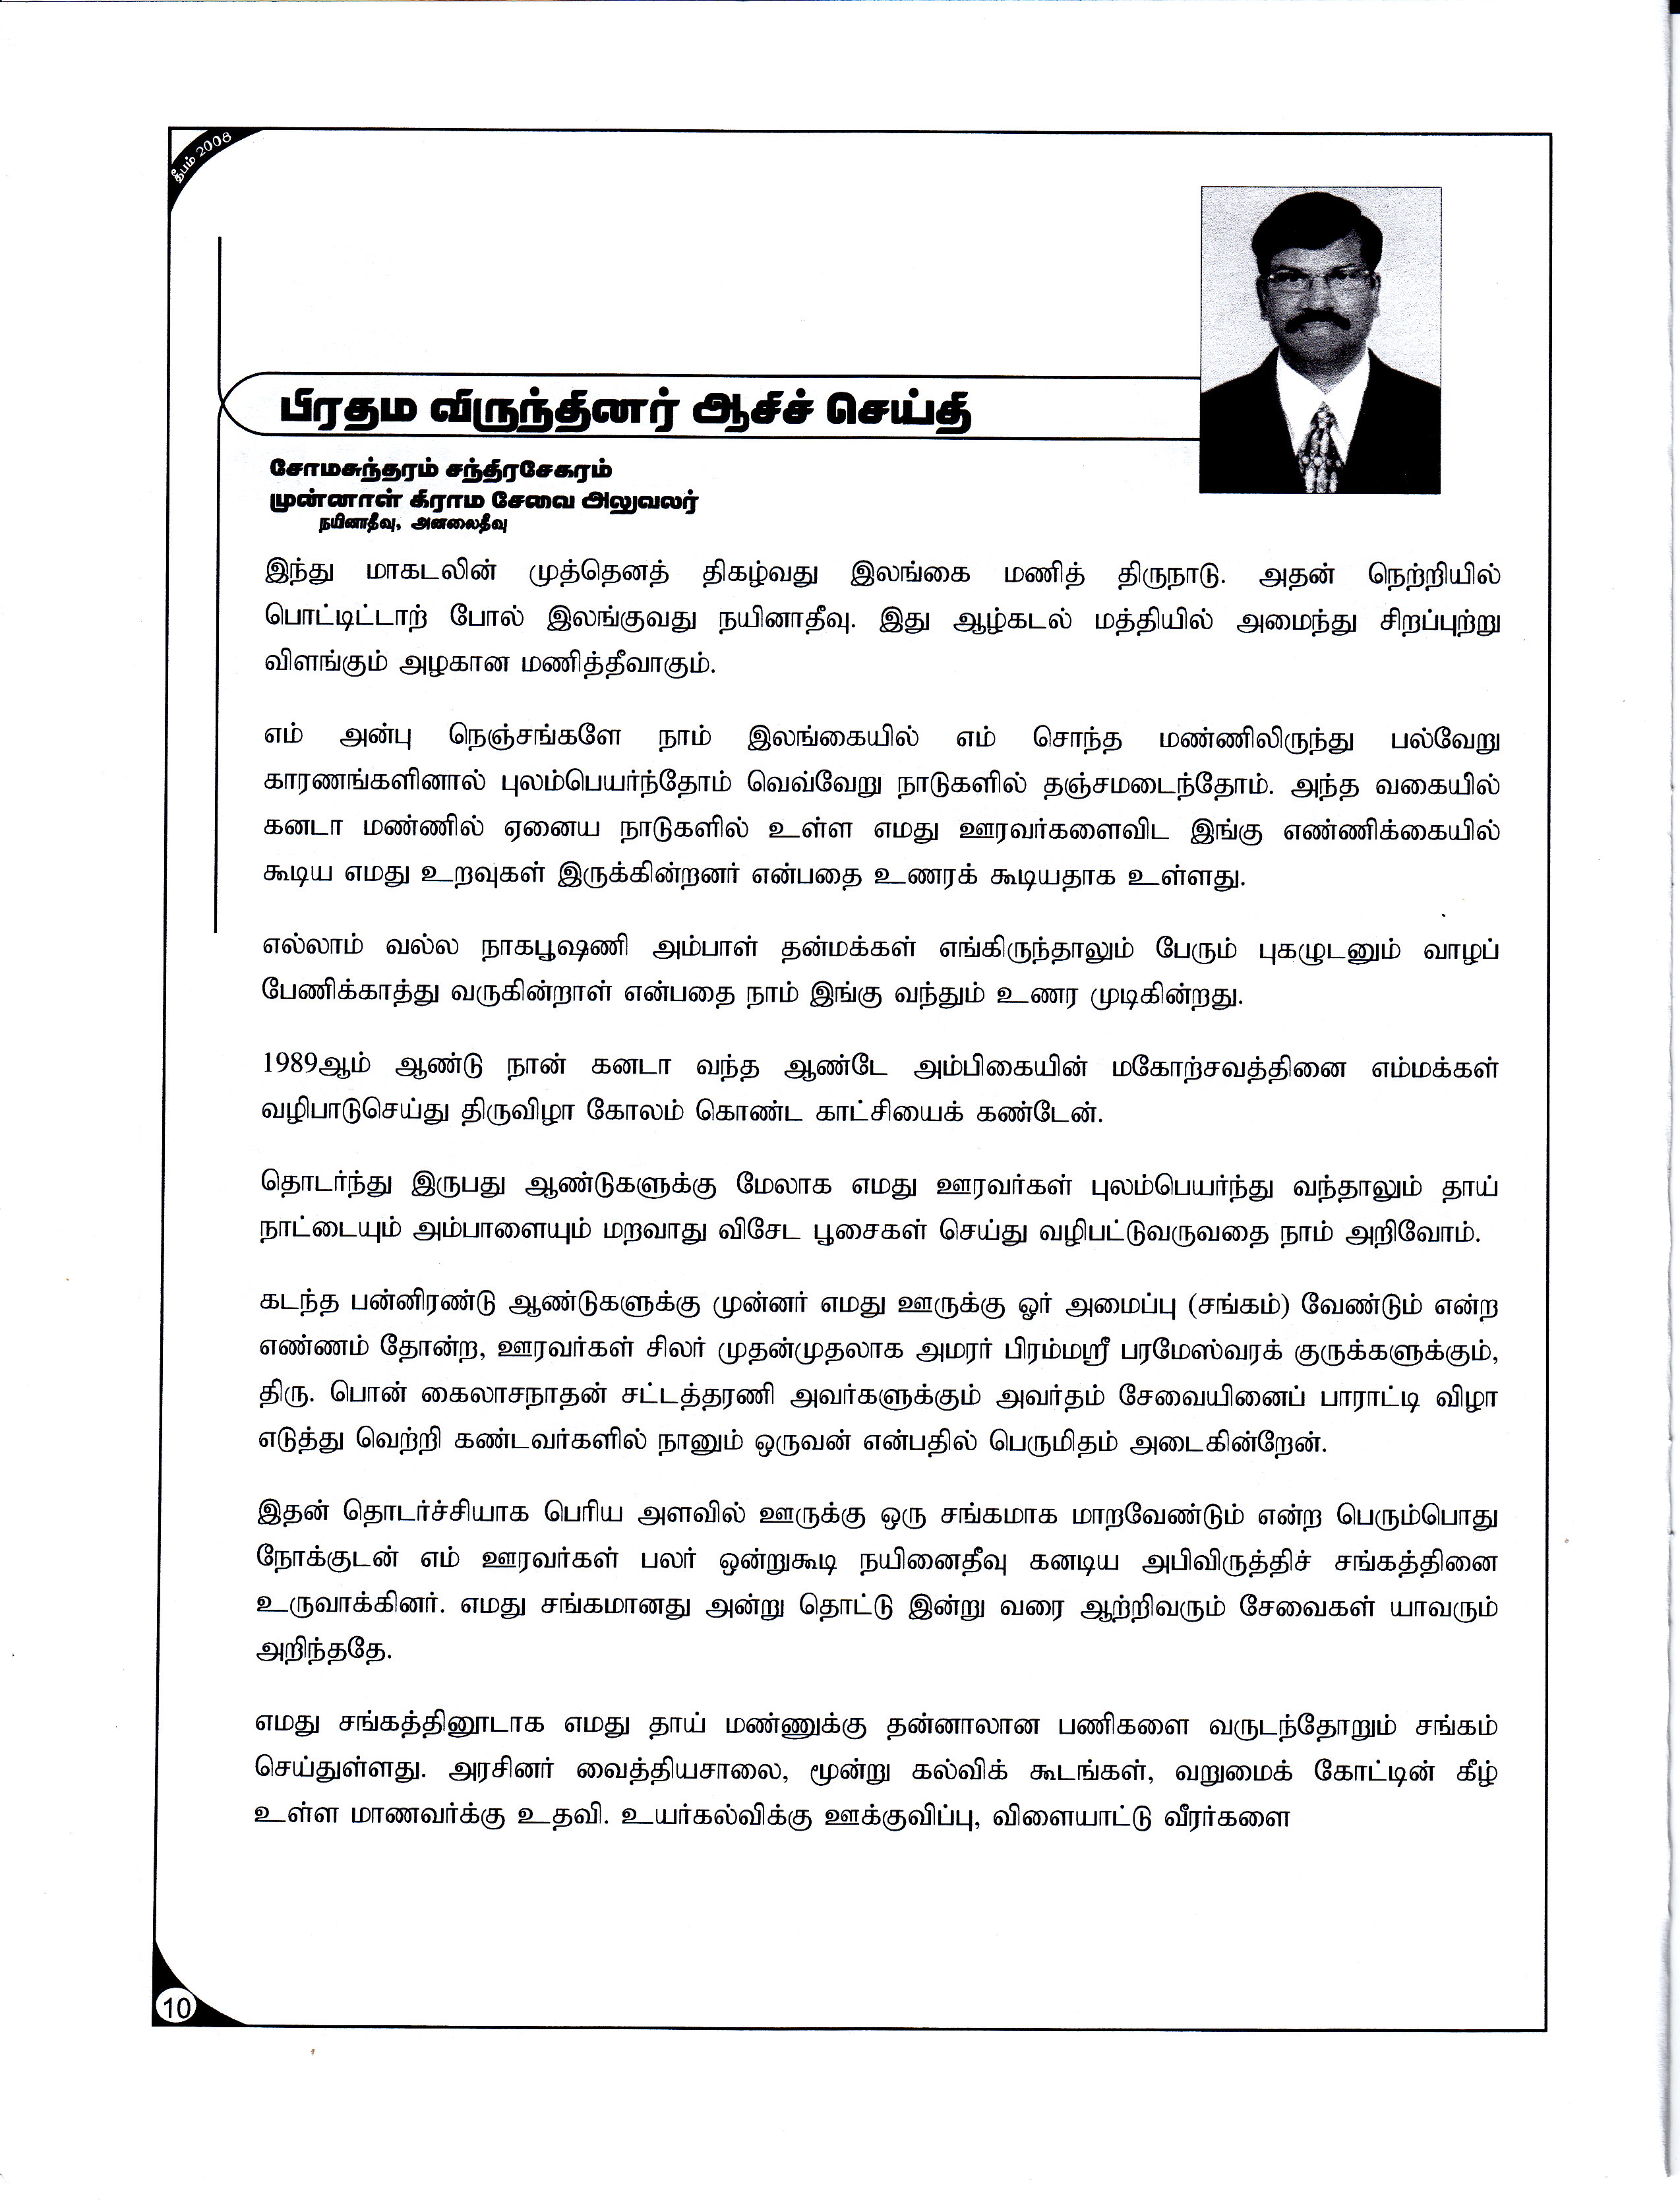 தீபம் 2008
பிரதம விருந்தினர் ஆசிச் செய்தி
சோமசுந்தரம் சந்திரசேகரம்
முன்னாள் கிராம சேவை அலுவலர்
நயினாதீவு, அனலைதீவு
இந்து மாகடலின் முத்தெனத் திகழ்வது இலங்கை மணித் திருநாடு. அதன் நெற்றியில்
பொட்டிட்டாற் போல் இலங்குவது நயினாதீவு. இது ஆழ்கடல் மத்தியில் அமைந்து சிறப்புற்று
விளங்கும் அழகான மணித்தீவாகும்.
எம் அன்பு நெஞ்சங்களே நாம் இலங்கையில் எம் சொந்த மண்ணிலிருந்து பல்வேறு
காரணங்களினால் புலம்பெயர்ந்தோம் வெவ்வேறு நாடுகளில் தஞ்சமடைந்தோம். அந்த வகையில்
கனடா மண்ணில் ஏனைய நாடுகளில் உள்ள எமது ஊரவர்களைவிட இங்கு எண்ணிக்கையில்
கூடிய எமது உறவுகள் இருக்கின்றனர் என்பதை உணரக் கூடியதாக உள்ளது.
எல்லாம் வல்ல நாகபூஷணி அம்பாள் தன்மக்கள் எங்கிருந்தாலும் பேரும் புகழுடனும் வாழப்
பேணிக்காத்து வருகின்றாள் என்பதை நாம் இங்கு வந்தும் உணர முடிகின்றது.
1989ஆம் ஆண்டு நான் கனடா வந்த ஆண்டே அம்பிகையின் மகோற்சவத்தினை எம்மக்கள்
வழிபாடுசெய்து திருவிழா கோலம் கொண்ட காட்சியைக் கண்டேன்.
தொடர்ந்து இருபது ஆண்டுகளுக்கு மேலாக எமது ஊரவர்கள் புலம்பெயர்ந்து வந்தாலும் தாய்
நாட்டையும் அம்பாளையும் மறவாது விசேட பூசைகள் செய்து வழிபட்டுவருவதை நாம் அறிவோம்.
கடந்த பன்னிரண்டு ஆண்டுகளுக்கு முன்னர் எமது ஊருக்கு ஓர் அமைப்பு (சங்கம்) வேண்டும் என்ற
எண்ணம் தோன்ற, ஊரவர்கள் சிலர் முதன்முதலாக அமரர் பிரம்மஸ்ரீ பரமேஸ்வரக் குருக்களுக்கும்,
திரு. பொன் கைலாசநாதன் சட்டத்தரணி அவர்களுக்கும் அவர்தம் சேவையினைப் பாராட்டி விழா
எடுத்து வெற்றி கண்டவர்களில் நானும் ஒருவன் என்பதில் பெருமிதம் அடைகின்றேன்.
இதன் தொடர்ச்சியாக பெரிய அளவில் ஊருக்கு ஒரு சங்கமாக மாறவேண்டும் என்ற பெரும்பொது
நோக்குடன் எம் ஊரவர்கள் பலர் ஒன்றுகூடி நயினைதீவு கனடிய அபிவிருத்திச் சங்கத்தினை
உருவாக்கினர். எமது சங்கமானது அன்று தொட்டு இன்று வரை ஆற்றிவரும் சேவைகள் யாவரும்
அறிந்ததே.
எமது சங்கத்தினூடாக எமது தாய் மண்ணுக்கு தன்னாலான பணிகளை வருடந்தோறும் சங்கம்
செய்துள்ளது. அரசினர் வைத்தியசாலை, மூன்று கல்விக் கூடங்கள், வறுமைக் கோட்டின் கீழ்
உள்ள மாணவர்க்கு உதவி. உயர்கல்விக்கு ஊக்குவிப்பு, விளையாட்டு வீரர்களை
10